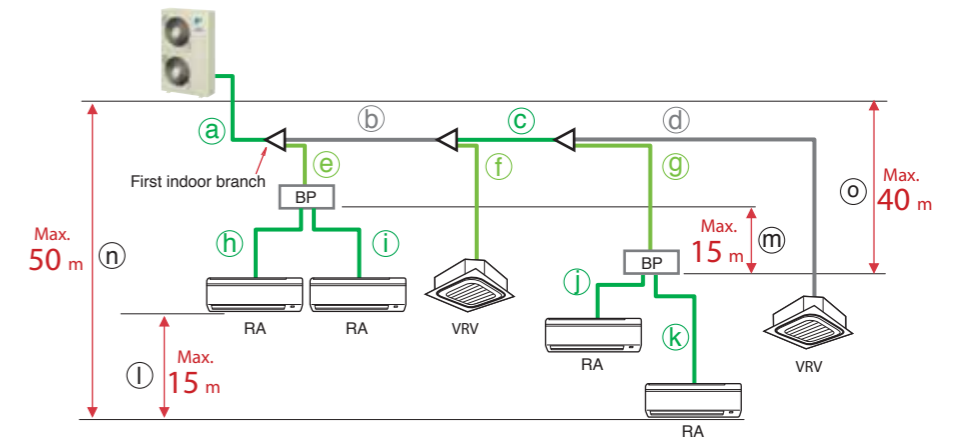 ⓐ
ⓑ
ⓒ
ⓓ
ⓔ
ⓕ
ⓖ
First indoor branch
BP
Max.
40 m
ⓞ
Max.
50 m
ⓝ
ⓗ
ⓘ
Max.
15 m
ⓜ
BP
ⓙ
RA
RA
VRV
ⓚ
RA
VRV
ⓛ
Max.
15 m
RA